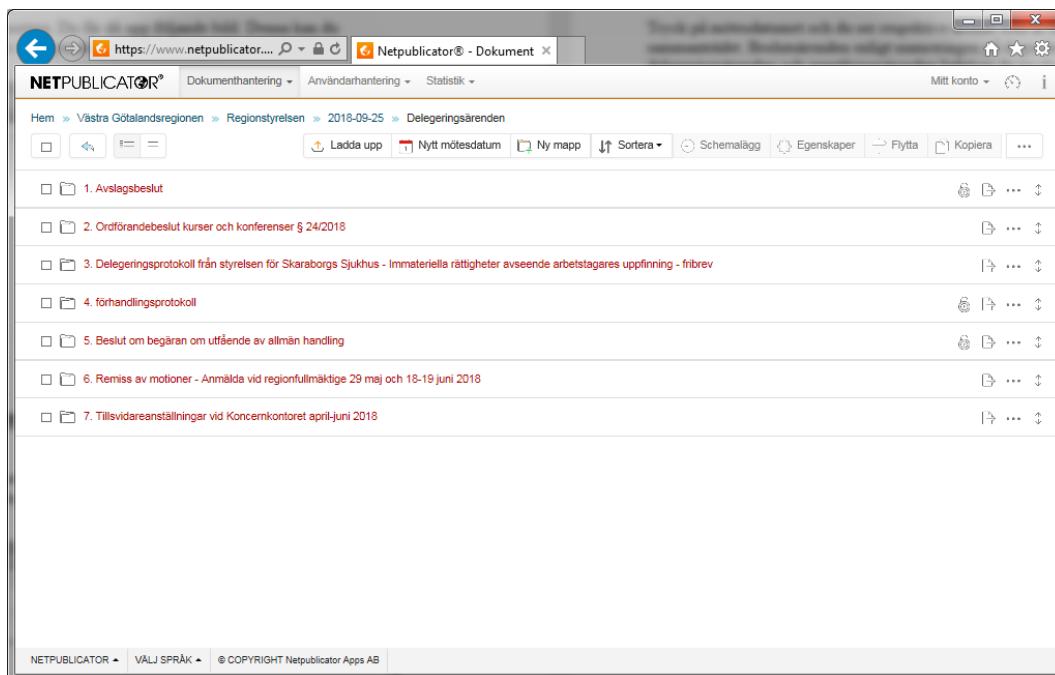 https://www.netpublicator....
Netpublicator® - Dokument
NETPUBLICATOR® Dokumenthantering Användarhantering Statistik Mitt konto
Hem » Västra Götalandsregionen » Regionstyrelsen » 2018-09-25 » Delegeringsärenden
Ladda upp Nytt mötesdatum Ny mapp Sortera Schemalägg Egenskaper Flytta Kopiera ...
1. Avslagsbeslut
2. Ordförandebeslut kurser och konferenser § 24/2018
3. Delegeringsprotokoll från styrelsen för Skaraborgs Sjukhus - Immateriella rättigheter avseende arbetstagares uppfinning - fribrev
4. förhandlingsprotokoll
5. Beslut om begäran om utfående av allmän handling
6. Remiss av motioner - Anmälda vid regionfullmäktige 29 maj och 18-19 juni 2018
7. Tillsvidareanställningar vid Koncernkontoret april-juni 2018
NETPUBLICATOR VÄLJ SPRÅK © COPYRIGHT Netpublicator Apps AB